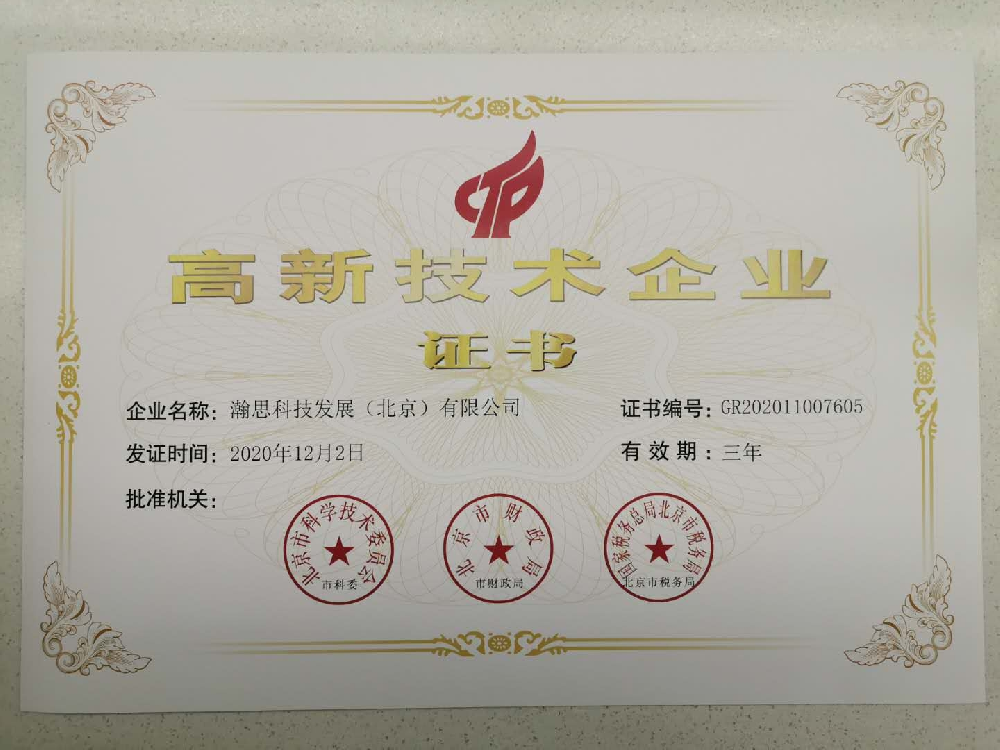 CTP
高新技术企业
证书
企业名称：瀚思科技发展（北京）有限公司
证书编号：GR202011007605
发证时间：2020年12月2日
有效期：三年
批准机关：
北京市科学技术委员会
市科委
北京市财政局
市财政局
国家税务总局北京市税务局
北京市税务局